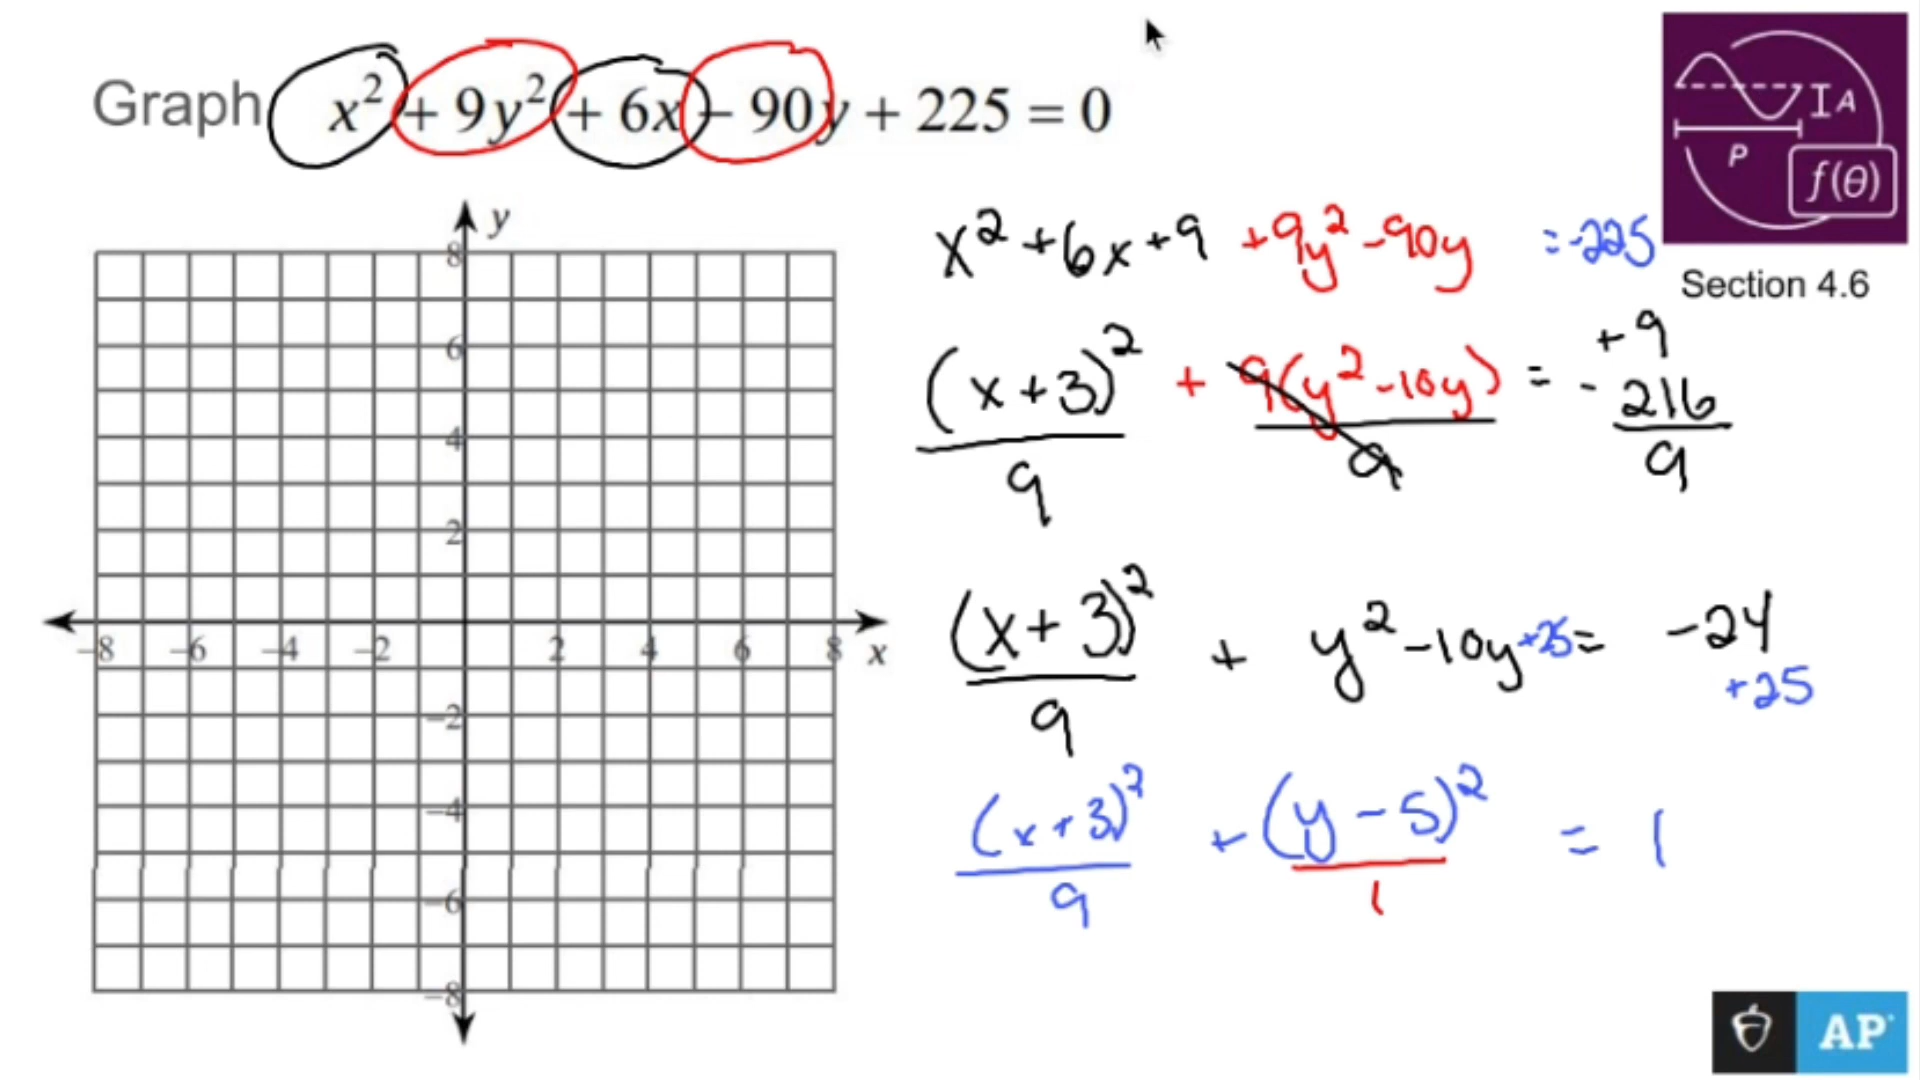 Graph x² + 9y² + 6x − 90y + 225 = 0
A
P
f(θ)
Section 4.6
x² + 6x + 9 + 9y² − 90y = −225
+ 9
(x + 3)² / 9 + 9(y² − 10y) / 9 = −216 / 9
(x + 3)² / 9 + y² − 10y + 25 = −24
+ 25
(x + 3)² / 9 + (y − 5)² / 1 = 1
y
8
6
4
2
−8 −6 −4 −2 2 4 6 8 x
−2
−4
−6
−8
AP